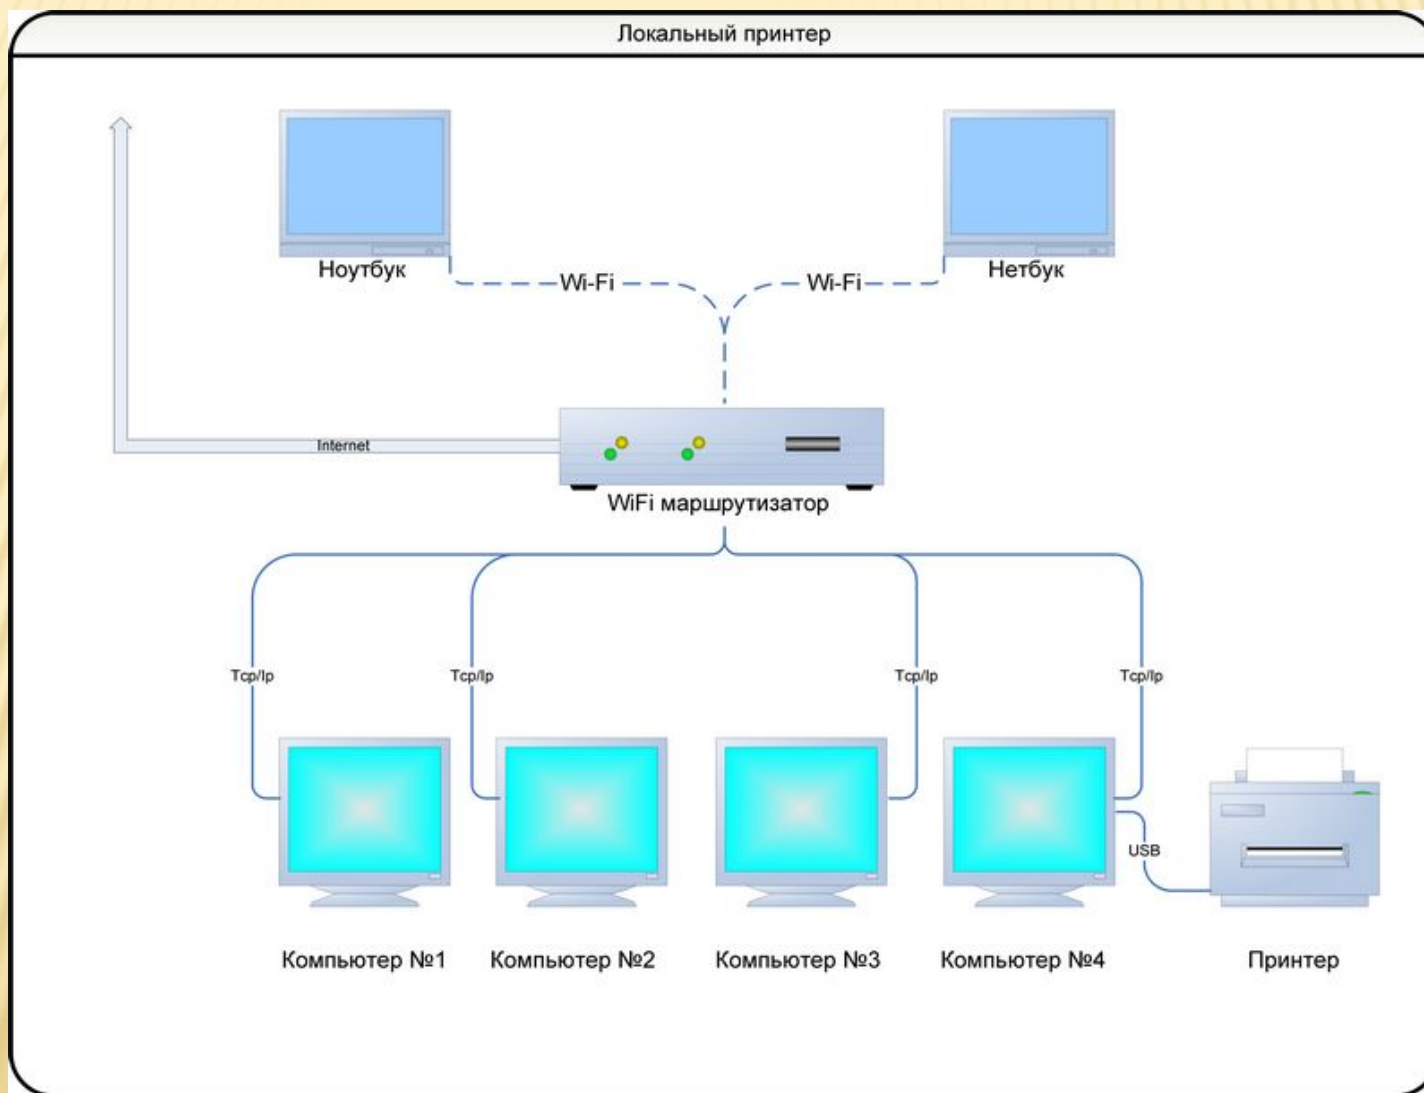 Локальный принтер
Ноутбук
Нетбук
Wi-Fi
Wi-Fi
Internet
WiFi маршрутизатор
Tcp/Ip
Tcp/Ip
Tcp/Ip
Tcp/Ip
USB
Компьютер №1
Компьютер №2
Компьютер №3
Компьютер №4
Принтер